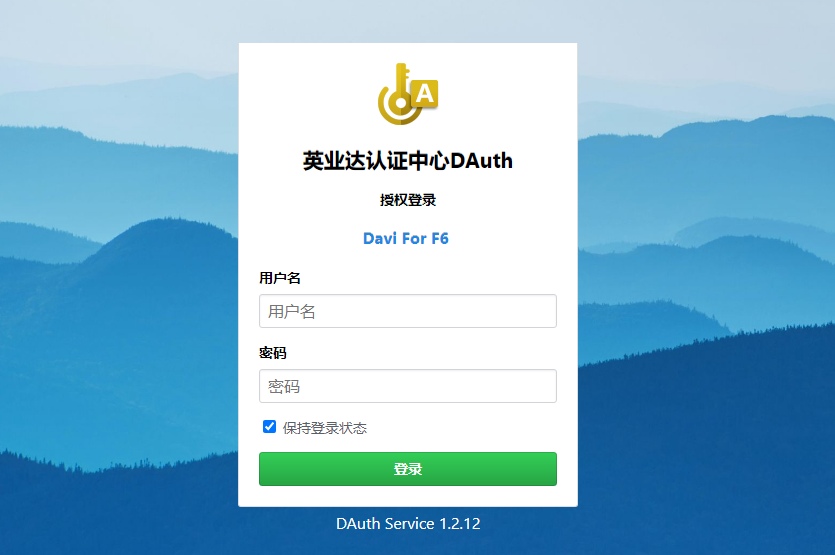 A
英业达认证中心DAuth
授权登录
Davi For F6
用户名
用户名
密码
密码
保持登录状态
登录
DAuth Service 1.2.12